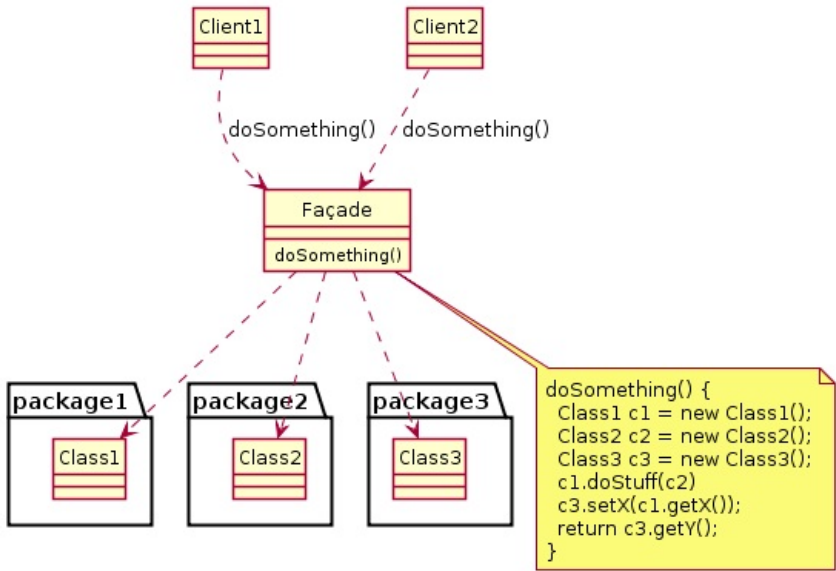 Client1
Client2
doSomething()
doSomething()
Façade
doSomething()
package1
package2
package3
Class1
Class2
Class3
doSomething() {
Class1 c1 = new Class1();
Class2 c2 = new Class2();
Class3 c3 = new Class3();
c1.doStuff(c2)
c3.setX(c1.getX());
return c3.getY();
}